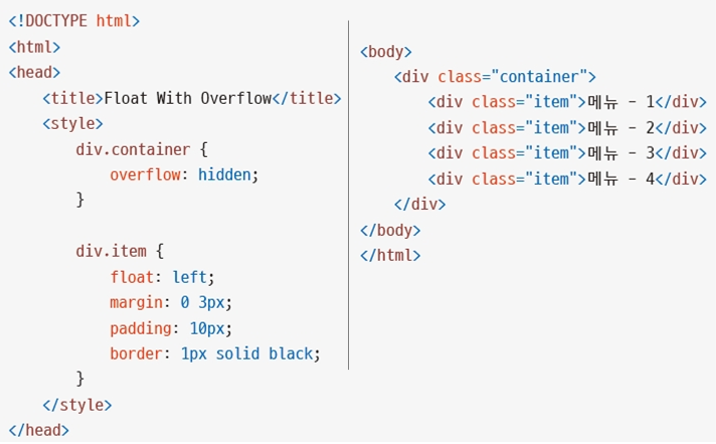 <!DOCTYPE html>
<html>
<head>
    <title>Float With Overflow</title>
    <style>
        div.container {
            overflow: hidden;
        }

        div.item {
            float: left;
            margin: 0 3px;
            padding: 10px;
            border: 1px solid black;
        }
    </style>
</head>
<body>
    <div class="container">
        <div class="item">메뉴 - 1</div>
        <div class="item">메뉴 - 2</div>
        <div class="item">메뉴 - 3</div>
        <div class="item">메뉴 - 4</div>
    </div>
</body>
</html>